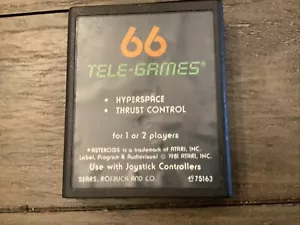 66
TELE-GAMES®
• HYPERSPACE
• THRUST CONTROL
for 1 or 2 players
*ASTEROIDS is a trademark of ATARI, INC.
Label, Program & Audiovisual © 1981 ATARI, INC.
Use with Joystick Controllers
SEARS, ROEBUCK AND CO. 75163